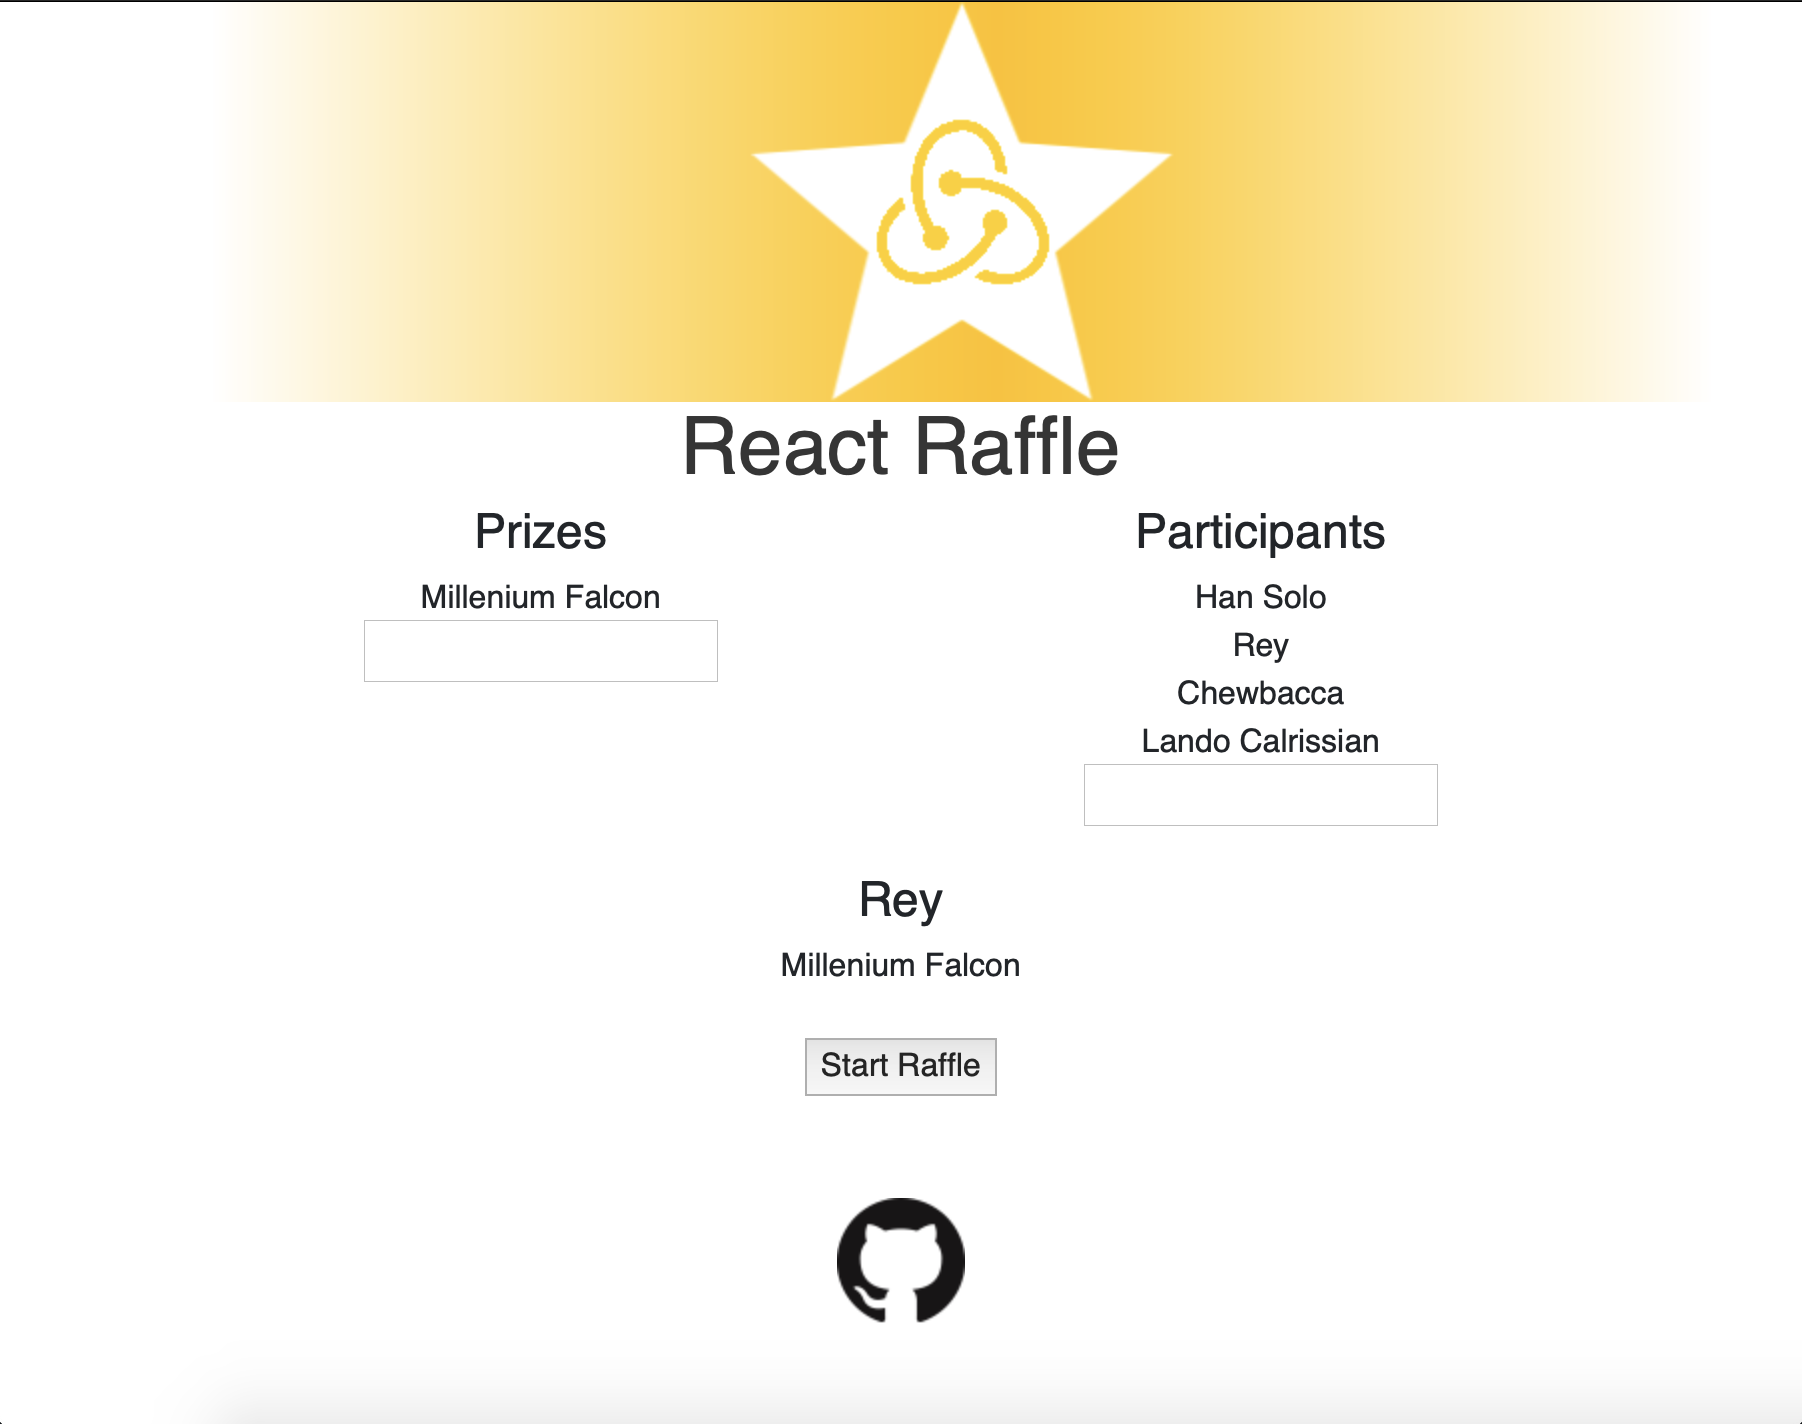 React Raffle
Prizes
Millenium Falcon
Participants
Han Solo
Rey
Chewbacca
Lando Calrissian
Rey
Millenium Falcon
Start Raffle